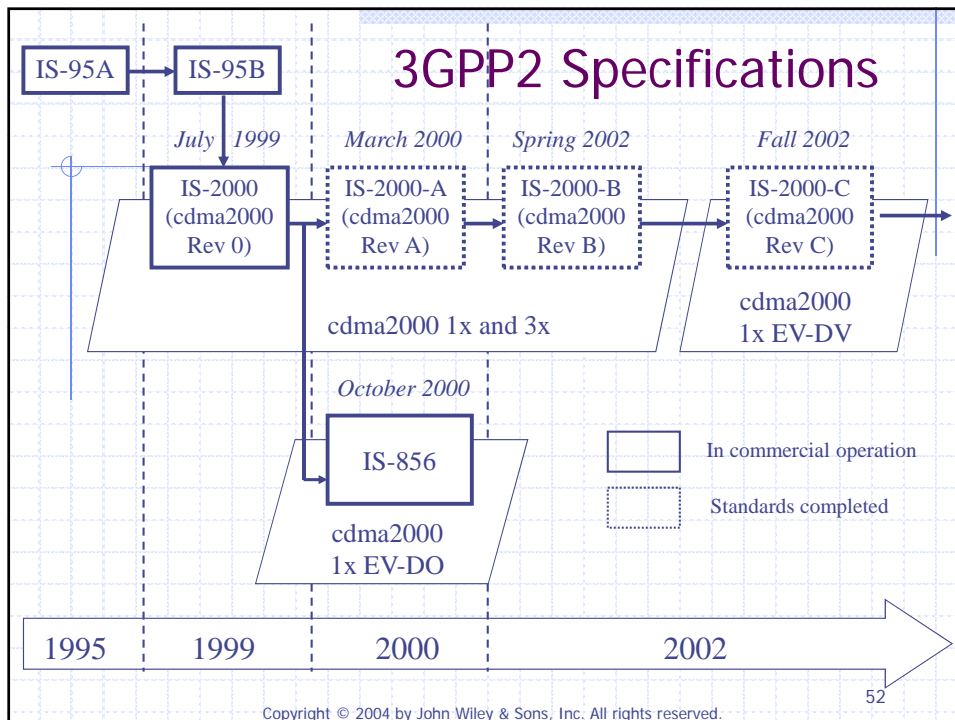 3GPP2 Specifications
IS-95A
IS-95B
July 1999
March 2000
Spring 2002
Fall 2002
IS-2000
(cdma2000
Rev 0)
IS-2000-A
(cdma2000
Rev A)
IS-2000-B
(cdma2000
Rev B)
IS-2000-C
(cdma2000
Rev C)
cdma2000 1x and 3x
cdma2000
1x EV-DV
October 2000
IS-856
cdma2000
1x EV-DO
In commercial operation
Standards completed
1995
1999
2000
2002
52
Copyright © 2004 by John Wiley & Sons, Inc. All rights reserved.